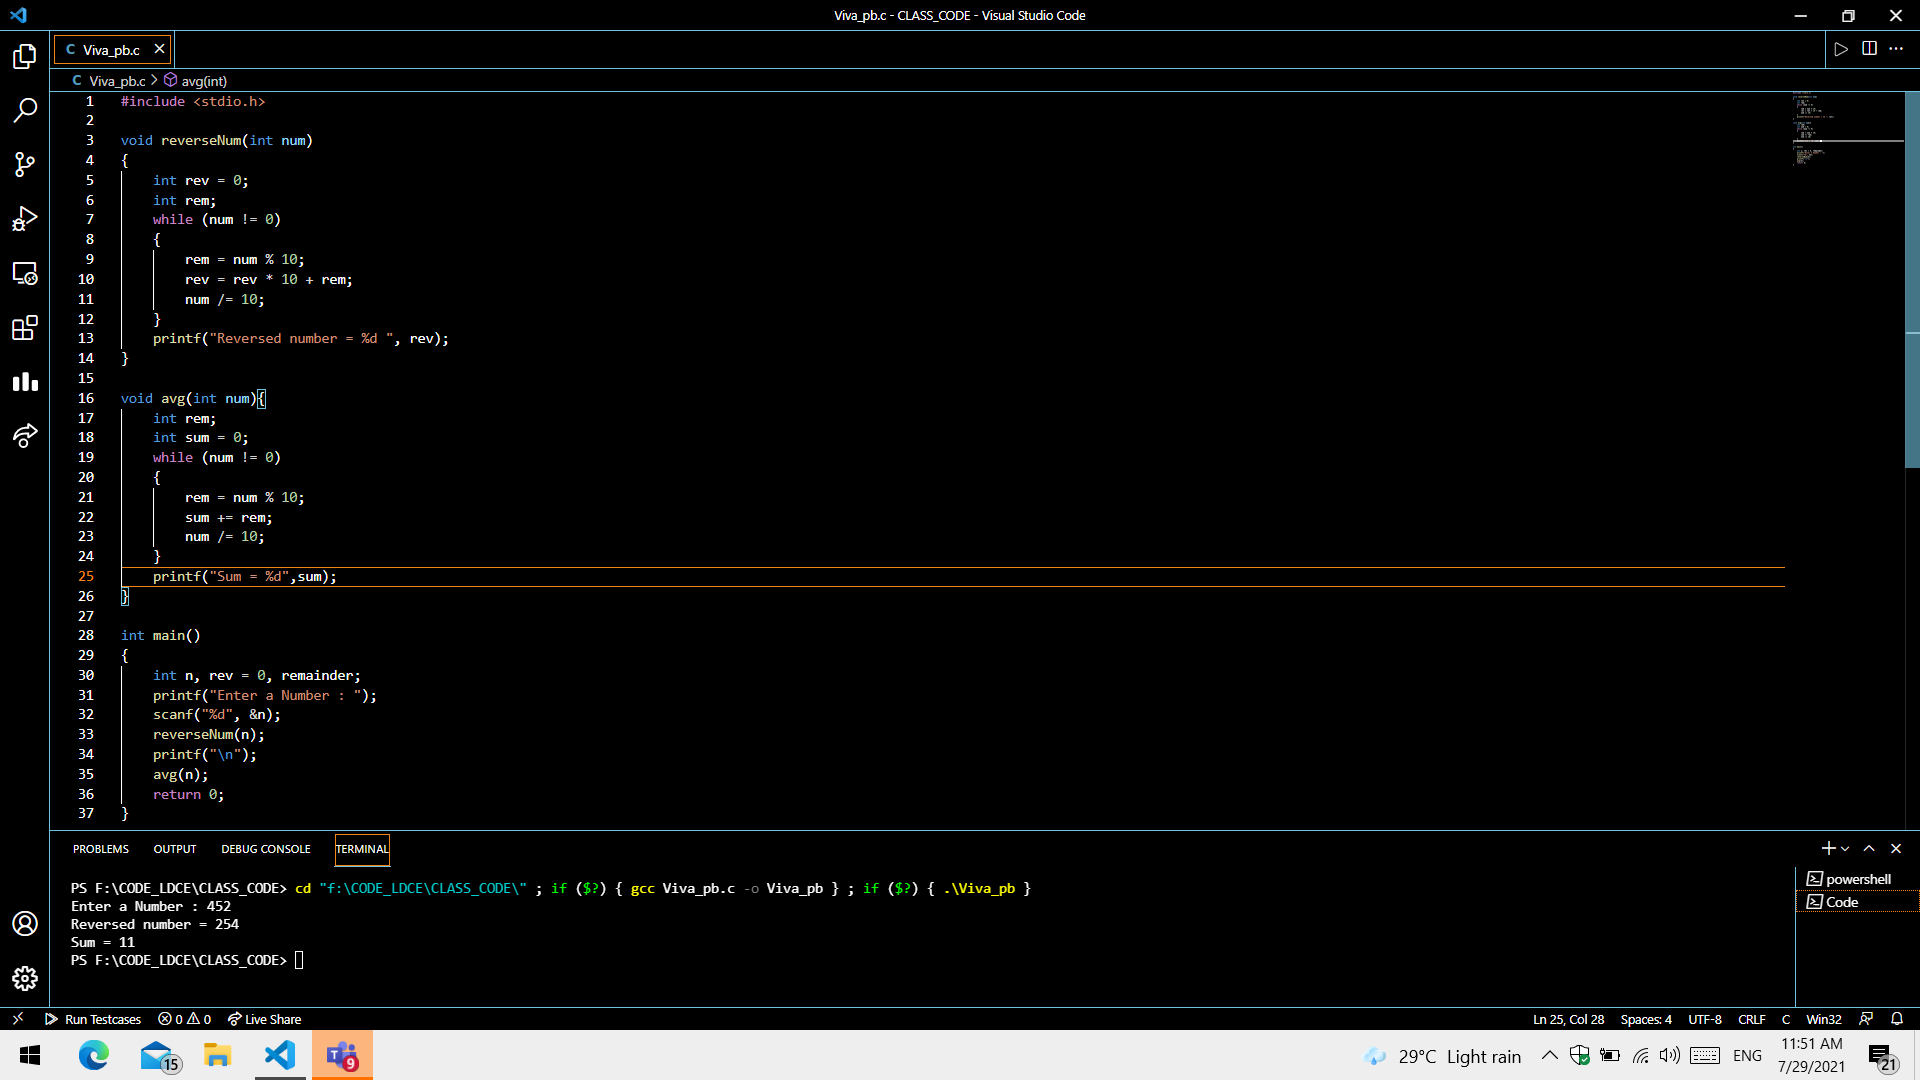 Viva_pb.c - CLASS_CODE - Visual Studio Code
C Viva_pb.c
C Viva_pb.c > avg(int)
1 #include <stdio.h>
2
3 void reverseNum(int num)
4 {
5     int rev = 0;
6     int rem;
7     while (num != 0)
8     {
9         rem = num % 10;
10         rev = rev * 10 + rem;
11         num /= 10;
12     }
13     printf("Reversed number = %d ", rev);
14 }
15
16 void avg(int num){
17     int rem;
18     int sum = 0;
19     while (num != 0)
20     {
21         rem = num % 10;
22         sum += rem;
23         num /= 10;
24     }
25     printf("Sum = %d",sum);
26 }
27
28 int main()
29 {
30     int n, rev = 0, remainder;
31     printf("Enter a Number : ");
32     scanf("%d", &n);
33     reverseNum(n);
34     printf("\n");
35     avg(n);
36     return 0;
37 }
PROBLEMS OUTPUT DEBUG CONSOLE TERMINAL
PS F:\CODE_LDCE\CLASS_CODE> cd "f:\CODE_LDCE\CLASS_CODE\" ; if ($?) { gcc Viva_pb.c -o Viva_pb } ; if ($?) { .\Viva_pb }
Enter a Number : 452
Reversed number = 254
Sum = 11
PS F:\CODE_LDCE\CLASS_CODE>
powershell
Code
Run Testcases 0 0 Live Share Ln 25, Col 28 Spaces: 4 UTF-8 CRLF C Win32
15 T 9 29°C Light rain ENG 11:51 AM
7/29/2021 21